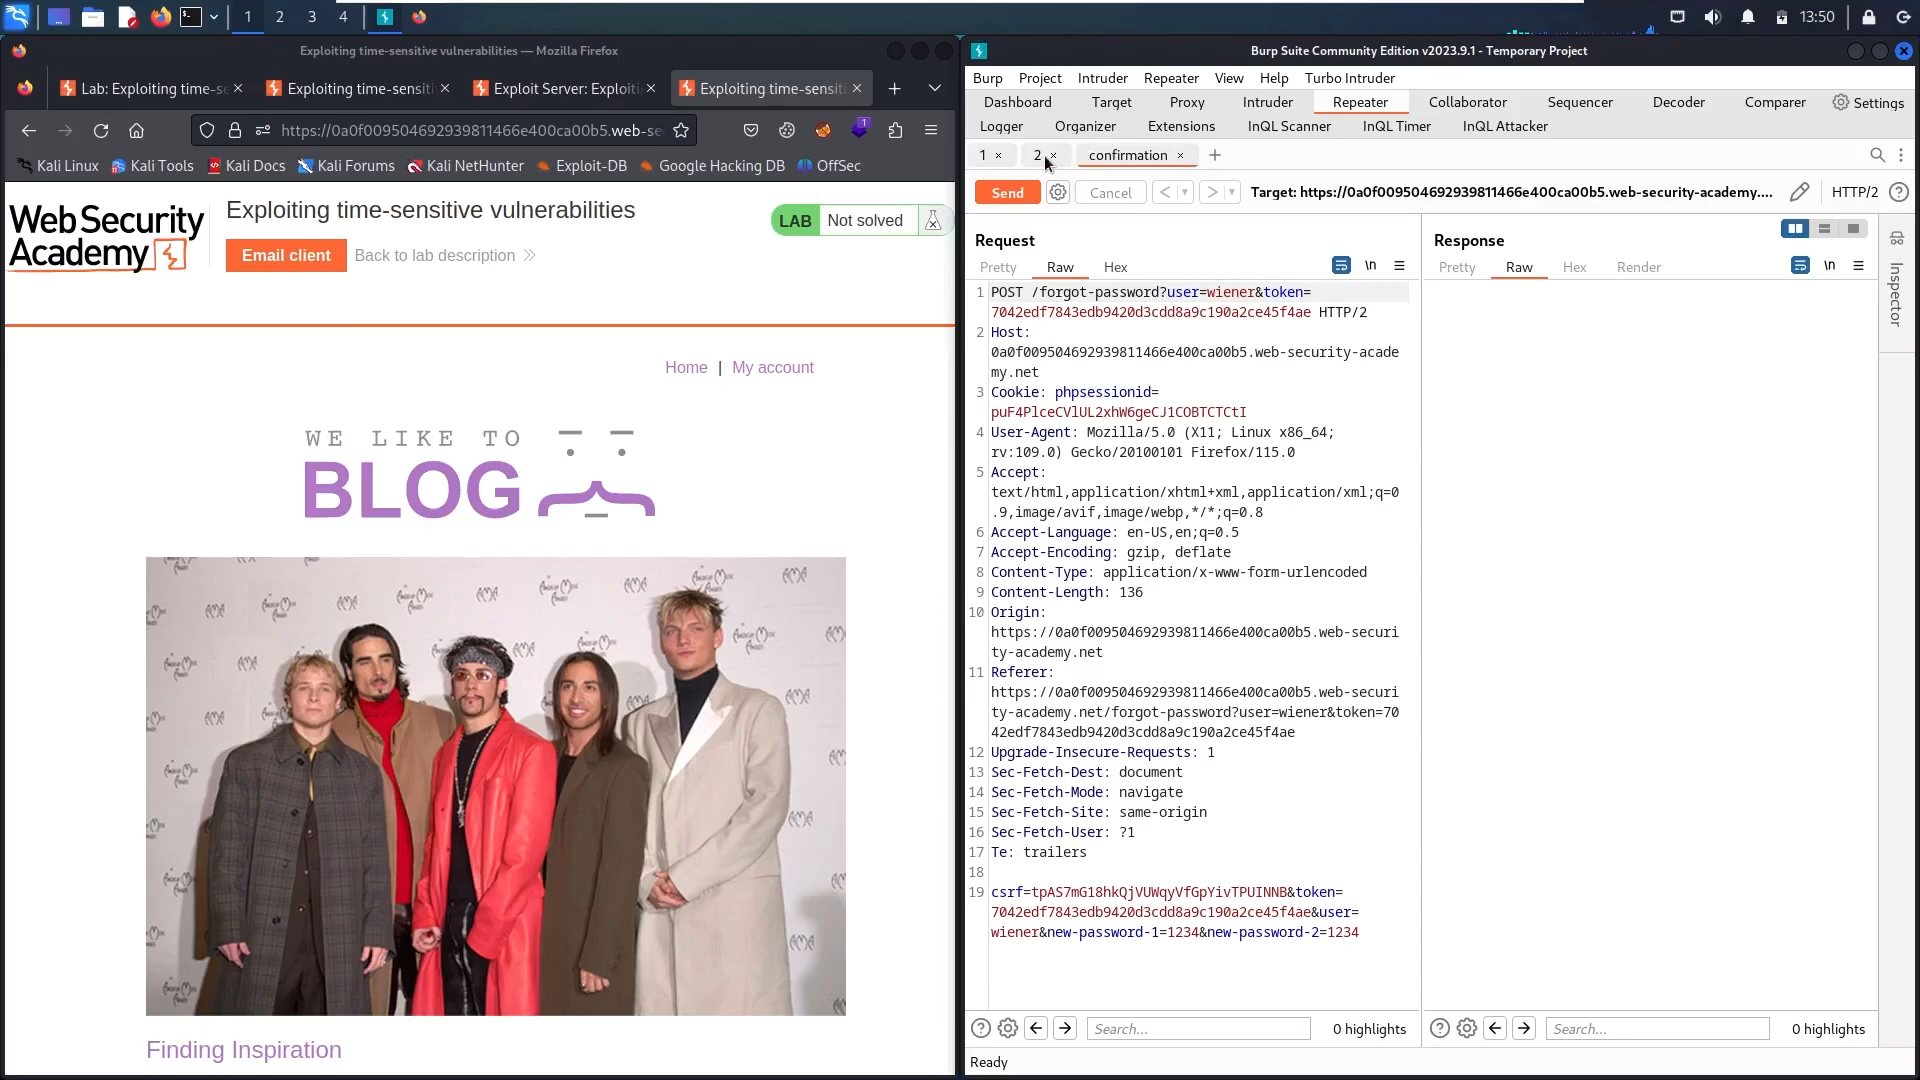 1 2 3 4 13:50
Exploiting time-sensitive vulnerabilities — Mozilla Firefox
Lab: Exploiting time-se × Exploiting time-sensiti × Exploit Server: Exploiti × Exploiting time-sensiti ×
https://0a0f009504692939811466e400ca00b5.web-se
Kali Linux Kali Tools Kali Docs Kali Forums Kali NetHunter Exploit-DB Google Hacking DB OffSec
WebSecurity
Academy
Exploiting time-sensitive vulnerabilities
LAB Not solved
Email client Back to lab description
Home | My account
WE LIKE TO
BLOG
Finding Inspiration
Burp Suite Community Edition v2023.9.1 - Temporary Project
Burp Project Intruder Repeater View Help Turbo Intruder
Dashboard Target Proxy Intruder Repeater Collaborator Sequencer Decoder Comparer Settings
Logger Organizer Extensions InQL Scanner InQL Timer InQL Attacker
1 × 2 × confirmation × +
Send Cancel < > Target: https://0a0f009504692939811466e400ca00b5.web-security-academy.... HTTP/2
Request
Pretty Raw Hex \n
1 POST /forgot-password?user=wiener&token=
7042edf7843edb9420d3cdd8a9c190a2ce45f4ae HTTP/2
2 Host:
0a0f009504692939811466e400ca00b5.web-security-acade
my.net
3 Cookie: phpsessionid=
puF4PlceCVlUL2xhW6geCJ1COBTCTCtI
4 User-Agent: Mozilla/5.0 (X11; Linux x86_64;
rv:109.0) Gecko/20100101 Firefox/115.0
5 Accept:
text/html,application/xhtml+xml,application/xml;q=0
.9,image/avif,image/webp,*/*;q=0.8
6 Accept-Language: en-US,en;q=0.5
7 Accept-Encoding: gzip, deflate
8 Content-Type: application/x-www-form-urlencoded
9 Content-Length: 136
10 Origin:
https://0a0f009504692939811466e400ca00b5.web-securi
ty-academy.net
11 Referer:
https://0a0f009504692939811466e400ca00b5.web-securi
ty-academy.net/forgot-password?user=wiener&token=70
42edf7843edb9420d3cdd8a9c190a2ce45f4ae
12 Upgrade-Insecure-Requests: 1
13 Sec-Fetch-Dest: document
14 Sec-Fetch-Mode: navigate
15 Sec-Fetch-Site: same-origin
16 Sec-Fetch-User: ?1
17 Te: trailers
18
19 csrf=tpAS7mG18hkQjVUWqyVfGpYivTPUINNB&token=
7042edf7843edb9420d3cdd8a9c190a2ce45f4ae&user=
wiener&new-password-1=1234&new-password-2=1234
Search... 0 highlights
Response
Pretty Raw Hex Render \n
Search... 0 highlights
Inspector
Ready